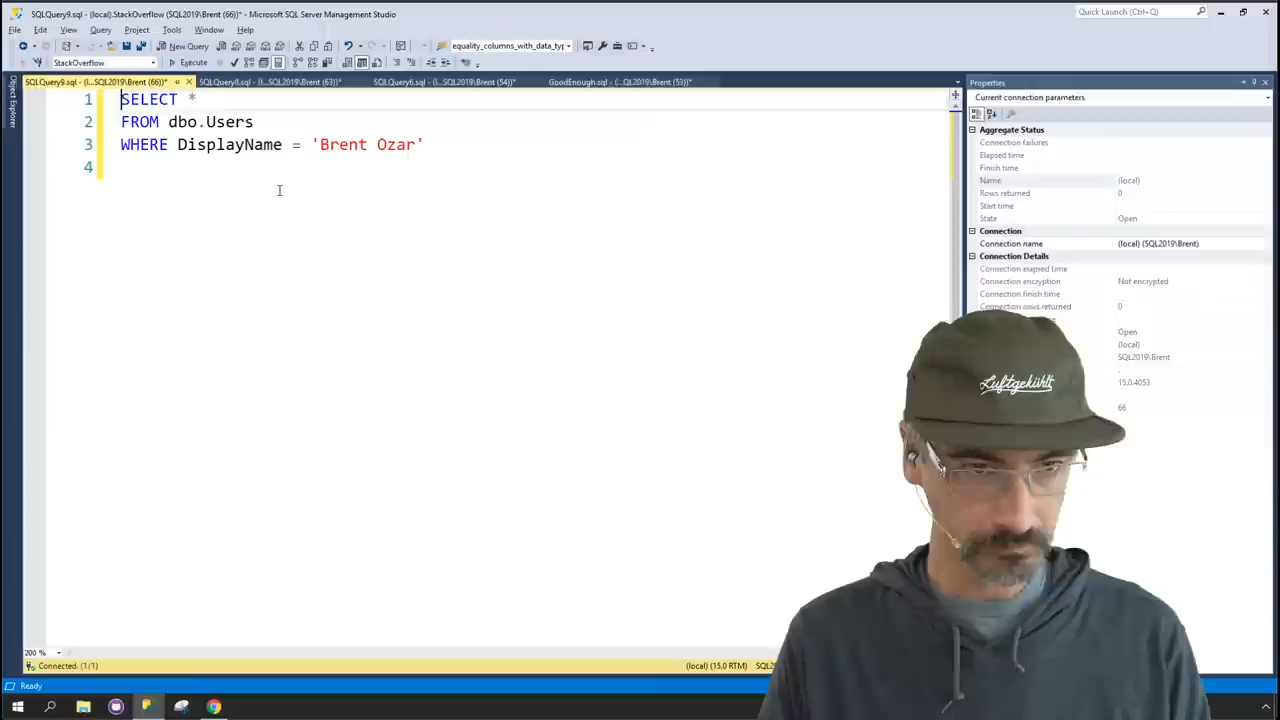 SQLQuery9.sql - (local).StackOverflow (SQL2019\Brent (66))* - Microsoft SQL Server Management Studio
Quick Launch (Ctrl+Q)
File Edit View Query Project Tools Window Help
New Query
equality_columns_with_data_typ
StackOverflow
Execute
SQLQuery9.sql - (l...SQL2019\Brent (66))*
SQLQuery8.sql - (l...SQL2019\Brent (63))*
SQLQuery6.sql - (l...SQL2019\Brent (54))*
GoodEnough.sql - (...QL2019\Brent (53))*
Object Explorer
1 SELECT *
2 FROM dbo.Users
3 WHERE DisplayName = 'Brent Ozar'
4
Properties
Current connection parameters
Aggregate Status
Connection failures
Elapsed time
Finish time
Name (local)
Rows returned 0
Start time
State Open
Connection
Connection name (local) (SQL2019\Brent)
Connection Details
Connection elapsed time
Connection encryption Not encrypted
Connection finish time
Connection rows returned 0
Open
(local)
SQL2019\Brent
15.0.4053
66
Luftgekühlt
200 %
Connected. (1/1)
(local) (15.0 RTM)
Ready